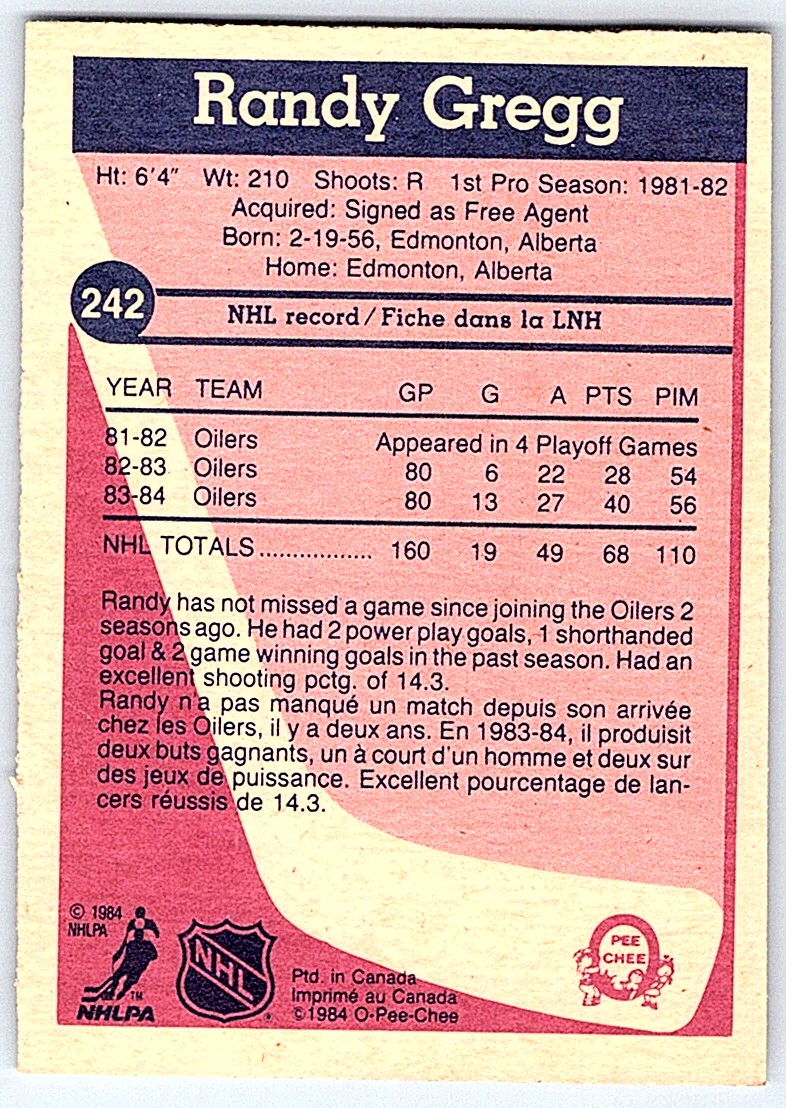 Randy Gregg
Ht: 6'4" Wt: 210 Shoots: R 1st Pro Season: 1981-82
Acquired: Signed as Free Agent
Born: 2-19-56, Edmonton, Alberta
Home: Edmonton, Alberta
242
NHL record/Fiche dans la LNH
YEAR TEAM GP G A PTS PIM
81-82 Oilers Appeared in 4 Playoff Games
82-83 Oilers 80 6 22 28 54
83-84 Oilers 80 13 27 40 56
NHL TOTALS................ 160 19 49 68 110
Randy has not missed a game since joining the Oilers 2
seasons ago. He had 2 power play goals, 1 shorthanded
goal & 2 game winning goals in the past season. Had an
excellent shooting pctg. of 14.3.
Randy n'a pas manqué un match depuis son arrivée
chez les Oilers, il y a deux ans. En 1983-84, il produisit
deux buts gagnants, un à court d'un homme et deux sur
des jeux de puissance. Excellent pourcentage de lan-
cers réussis de 14.3.
© 1984
NHLPA
TM
NHLPA
NHL
Ptd. in Canada
Imprimé au Canada
©1984 O-Pee-Chee
PEE
CHEE